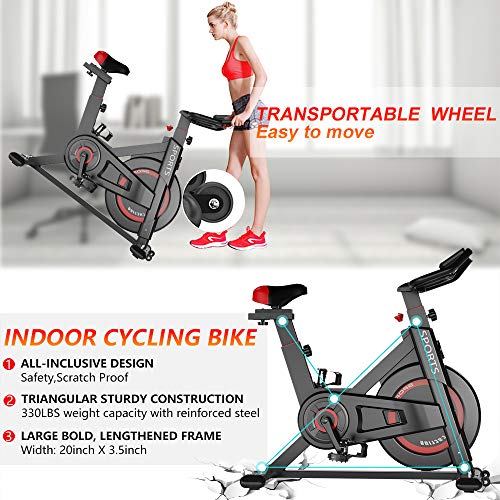 TRANSPORTABLE WHEEL
Easy to move
SPORTS
INDOOR CYCLING BIKE
1 ALL-INCLUSIVE DESIGN
Safety,Scratch Proof
2 TRIANGULAR STURDY CONSTRUCTION
330LBS weight capacity with reinforced steel
3 LARGE BOLD, LENGTHENED FRAME
Width: 20inch X 3.5inch
SPORTS